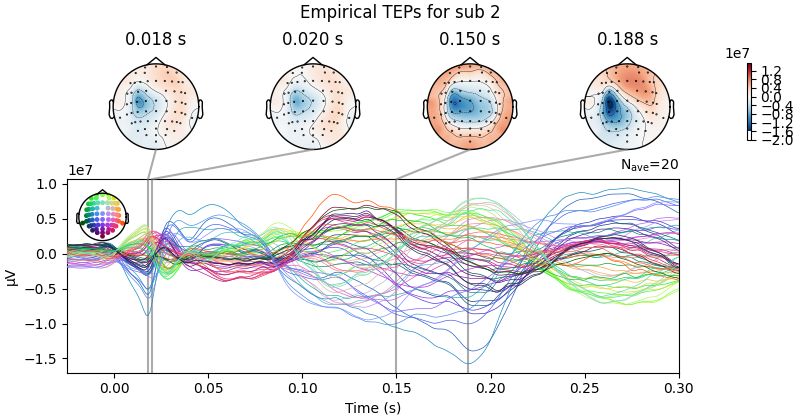 Empirical TEPs for sub 2
0.018 s 0.020 s 0.150 s 0.188 s
1e7
1.2
0.8
0.4
0.0
−0.4
−0.8
−1.2
−1.6
−2.0
Nave=20
1e7
1.0
0.5
0.0
−0.5
−1.0
−1.5
µV
0.00 0.05 0.10 0.15 0.20 0.25 0.30
Time (s)